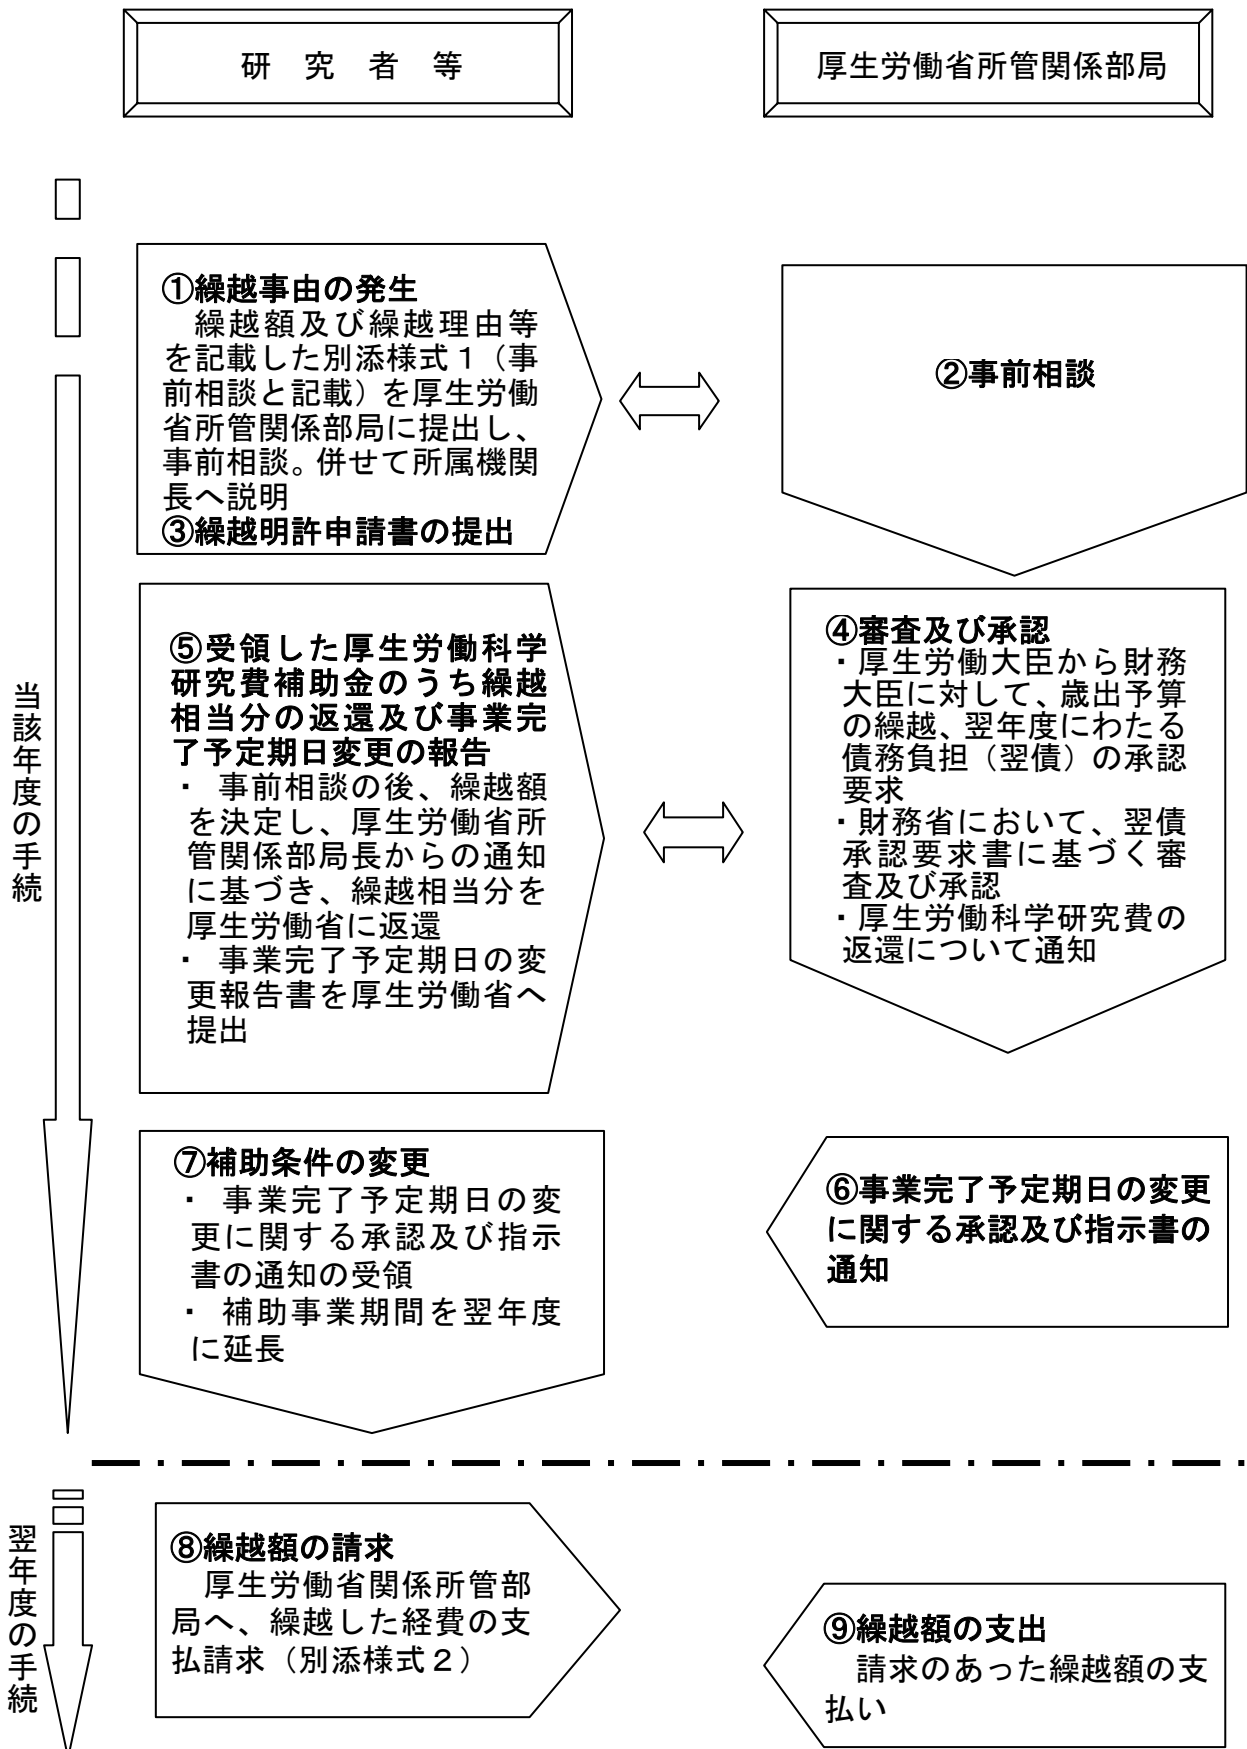 研 究 者 等
厚生労働省所管関係部局
①繰越事由の発生
繰越額及び繰越理由等
を記載した別添様式1（事
前相談と記載）を厚生労働
省所管関係部局に提出し、
事前相談。併せて所属機関
長へ説明
③繰越明許申請書の提出
②事前相談
当該年度の手続
⑤受領した厚生労働科学
研究費補助金のうち繰越
相当分の返還及び事業完
了予定期日変更の報告
・ 事前相談の後、繰越額
を決定し、厚生労働省所
管関係部局長からの通知
に基づき、繰越相当分を
厚生労働省に返還
・ 事業完了予定期日の変
更報告書を厚生労働省へ
提出
④審査及び承認
・厚生労働大臣から財務
大臣に対して、歳出予算
の繰越、翌年度にわたる
債務負担（翌債）の承認
要求
・財務省において、翌債
承認要求書に基づく審
査及び承認
・厚生労働科学研究費の
返還について通知
⑦補助条件の変更
・ 事業完了予定期日の変
更に関する承認及び指示
書の通知の受領
・ 補助事業期間を翌年度
に延長
⑥事業完了予定期日の変更
に関する承認及び指示書の
通知
翌年度の手続
⑧繰越額の請求
厚生労働省関係所管部
局へ、繰越した経費の支
払請求（別添様式2）
⑨繰越額の支出
請求のあった繰越額の支
払い